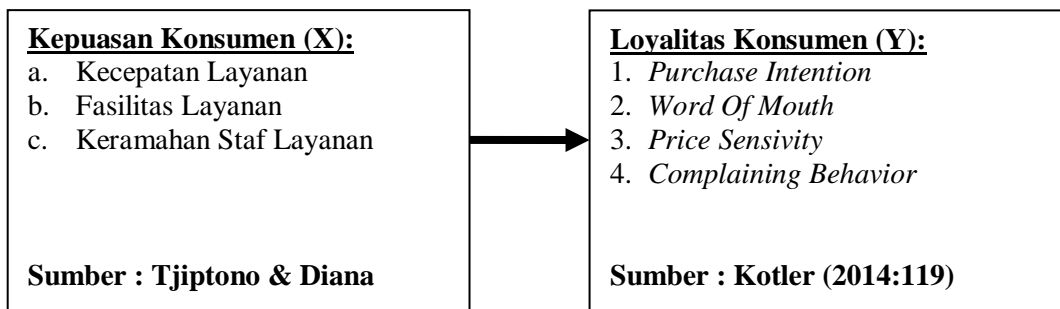 Kepuasan Konsumen (X):
a. Kecepatan Layanan
b. Fasilitas Layanan
c. Keramahan Staf Layanan
Sumber : Tjiptono & Diana
Loyalitas Konsumen (Y):
1. Purchase Intention
2. Word Of Mouth
3. Price Sensivity
4. Complaining Behavior
Sumber : Kotler (2014:119)